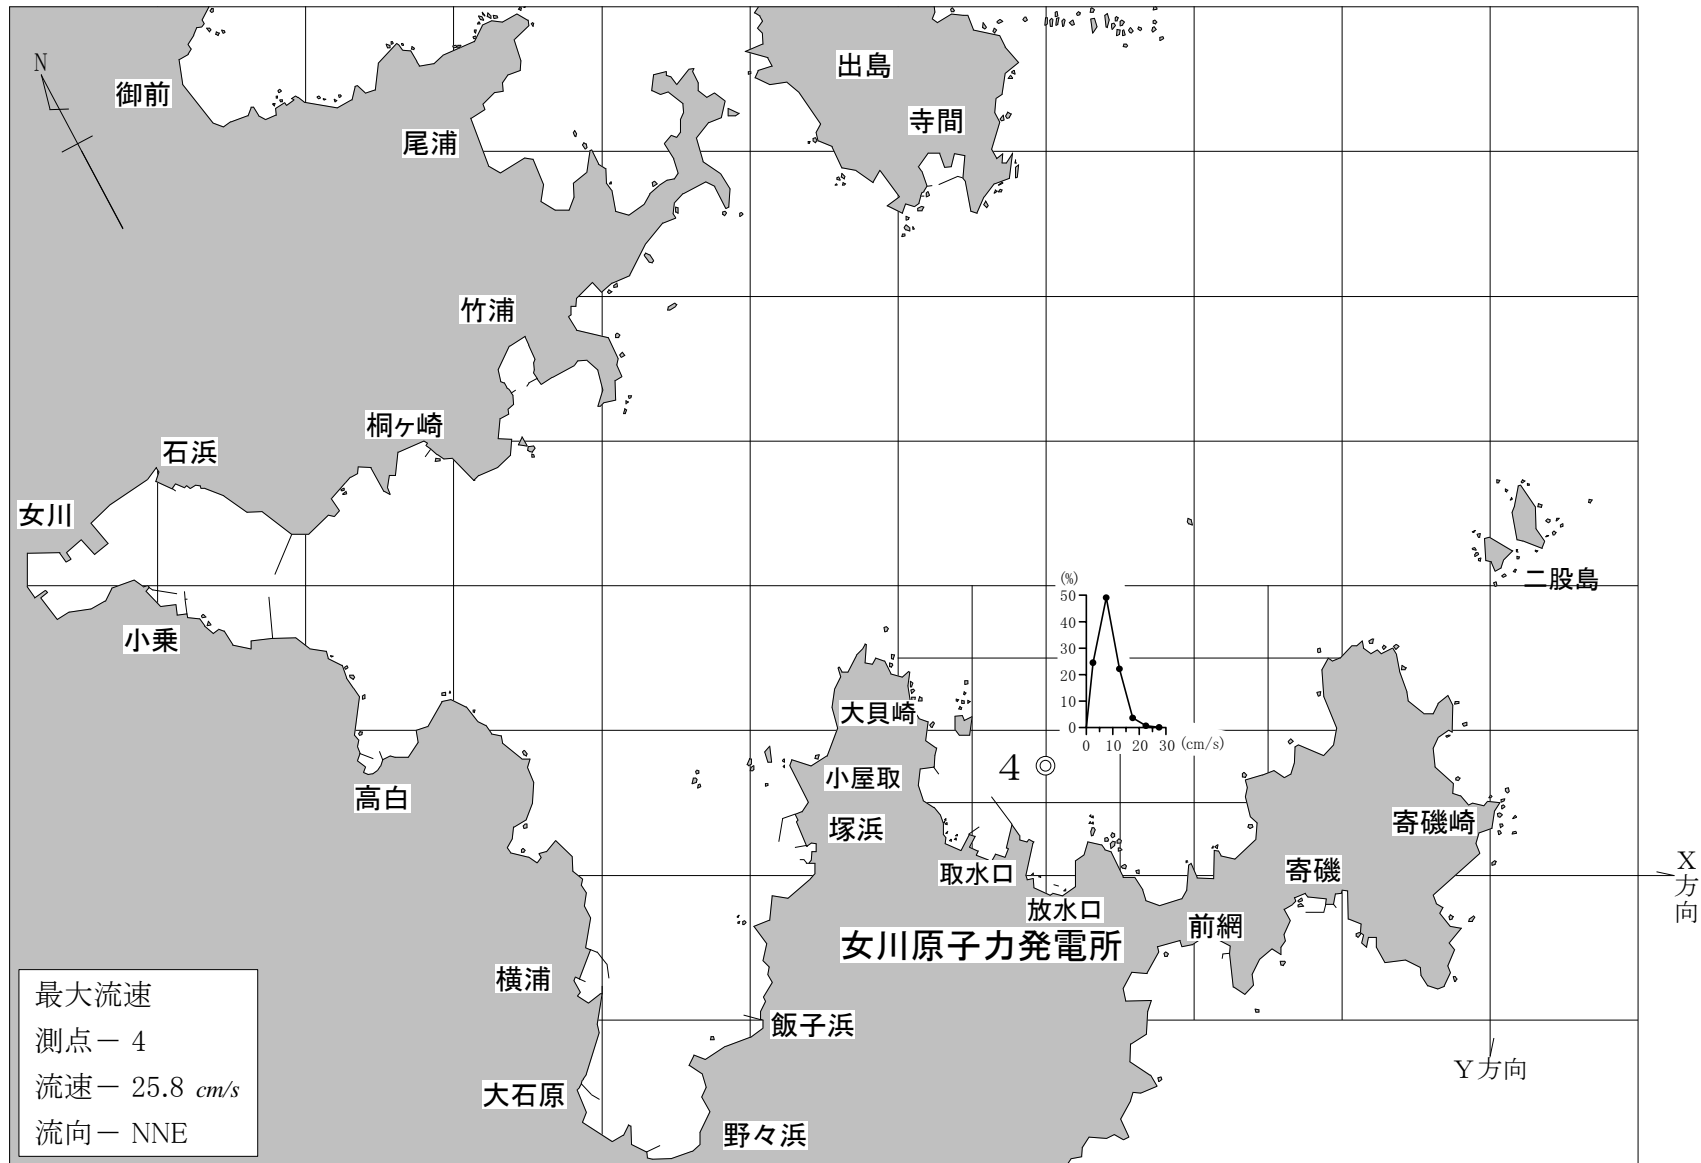 N
御前
尾浦
出島
寺間
竹浦
桐ヶ崎
石浜
女川
小乗
二股島
(%)
50
40
30
20
10
0
0 10 20 30 (cm/s)
4
大貝崎
小屋取
塚浜
高白
取水口
放水口
女川原子力発電所
前網
寄磯
寄磯崎
X方向
Y方向
横浦
飯子浜
大石原
野々浜
最大流速
測点－ 4
流速－ 25.8 cm/s
流向－ NNE